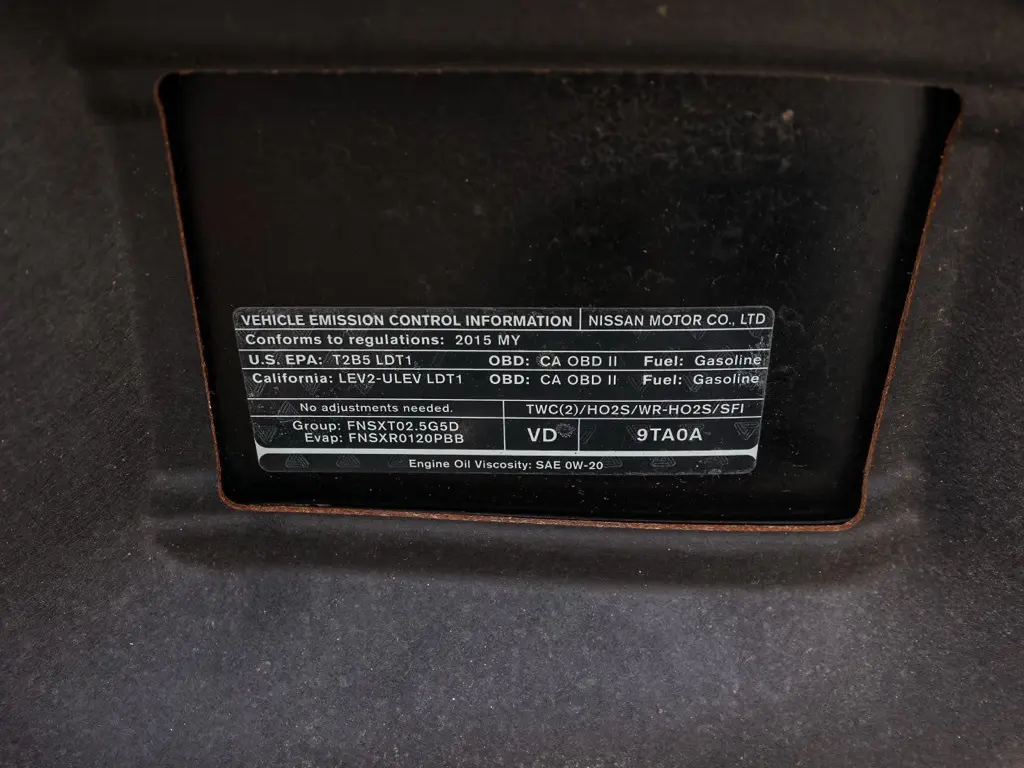 VEHICLE EMISSION CONTROL INFORMATION NISSAN MOTOR CO., LTD
Conforms to regulations: 2015 MY
U.S. EPA: T2B5 LDT1 OBD: CA OBD II Fuel: Gasoline
California: LEV2-ULEV LDT1 OBD: CA OBD II Fuel: Gasoline
No adjustments needed. TWC(2)/HO2S/WR-HO2S/SFI
Group: FNSXT02.5G5D
Evap: FNSXR0120PBB
VD 9TA0A
Engine Oil Viscosity: SAE 0W-20